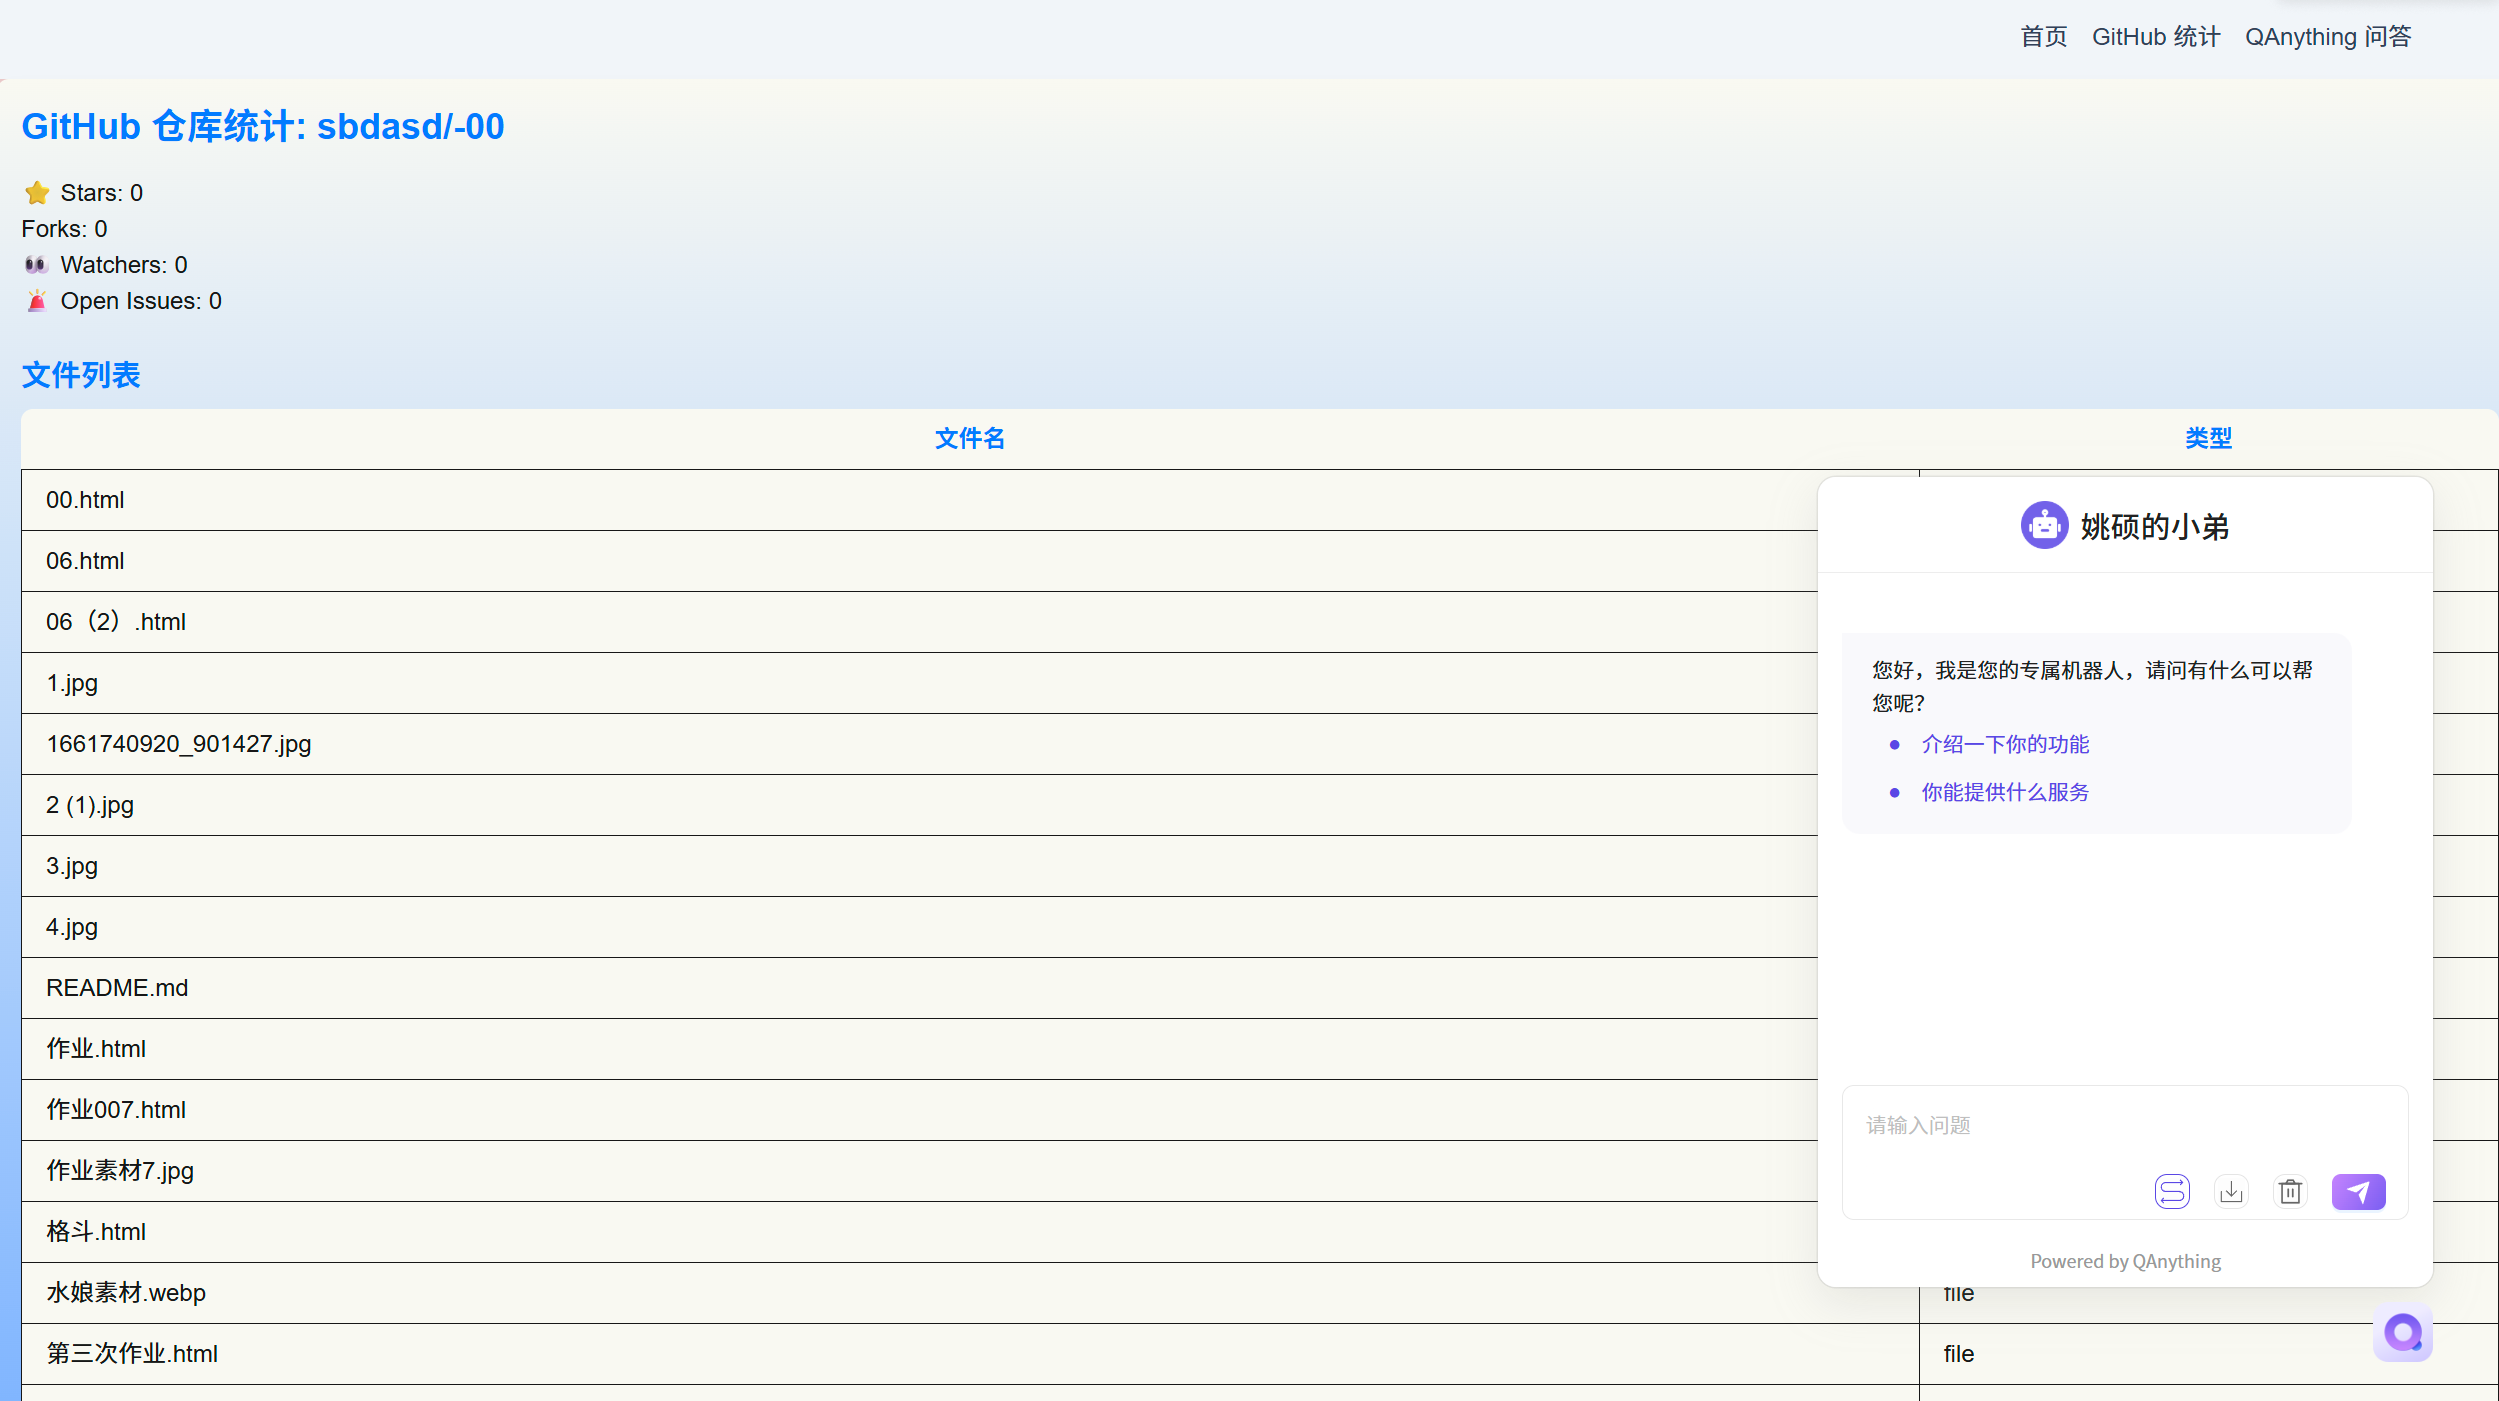 首页 GitHub 统计 QAnything 问答
GitHub 仓库统计: sbdasd/-00
⭐ Stars: 0
Forks: 0
👀 Watchers: 0
🚨 Open Issues: 0
文件列表
文件名 类型
00.html
06.html
06（2）.html
1.jpg
1661740920_901427.jpg
2 (1).jpg
3.jpg
4.jpg
README.md
作业.html
作业007.html
作业素材7.jpg
格斗.html
水娘素材.webp file
第三次作业.html file
姚硕的小弟
您好，我是您的专属机器人，请问有什么可以帮
您呢?
• 介绍一下你的功能
• 你能提供什么服务
请输入问题
Powered by QAnything